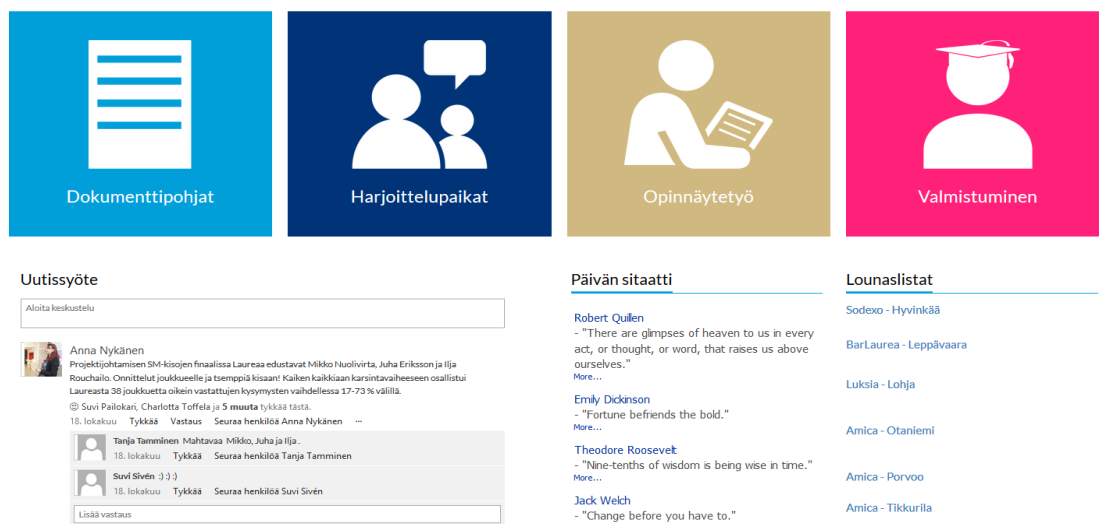 Dokumenttipohjat
Harjoittelupaikat
Opinnäytetyö
Valmistuminen
Uutissyöte
Aloita keskustelu
Anna Nykänen
Projektijohtamisen SM-kisojen finaalissa Laureaa edustavat Mikko Nuolivirta, Juha Eriksson ja Ilja
Rouchailo. Onnittelut joukkueelle ja tsemppiä kisaan! Kaiken kaikkiaan karsintavaiheeseen osallistui
Laureasta 38 joukkuetta oikein vastattujen kysymysten vaihdellessa 17-73 % välillä.
Suvi Pailokari, Charlotta Toffela ja 5 muuta tykkää tästä.
18. lokakuu Tykkää Vastaus Seuraa henkilöä Anna Nykänen ...
Tanja Tamminen Mahtavaa Mikko, Juha ja Ilja .
18. lokakuu Tykkää Seuraa henkilöä Tanja Tamminen
Suvi Sivén :) :) :)
18. lokakuu Tykkää Seuraa henkilöä Suvi Sivén
Lisää vastaus
Päivän sitaatti
Robert Quillen
- "There are glimpses of heaven to us in every
act, or thought, or word, that raises us above
ourselves."
More...
Emily Dickinson
- "Fortune befriends the bold."
More...
Theodore Roosevelt
- "Nine-tenths of wisdom is being wise in time."
More...
Jack Welch
- "Change before you have to."
Lounaslistat
Sodexo - Hyvinkää
BarLaurea - Leppävaara
Luksia - Lohja
Amica - Otaniemi
Amica - Porvoo
Amica - Tikkurila